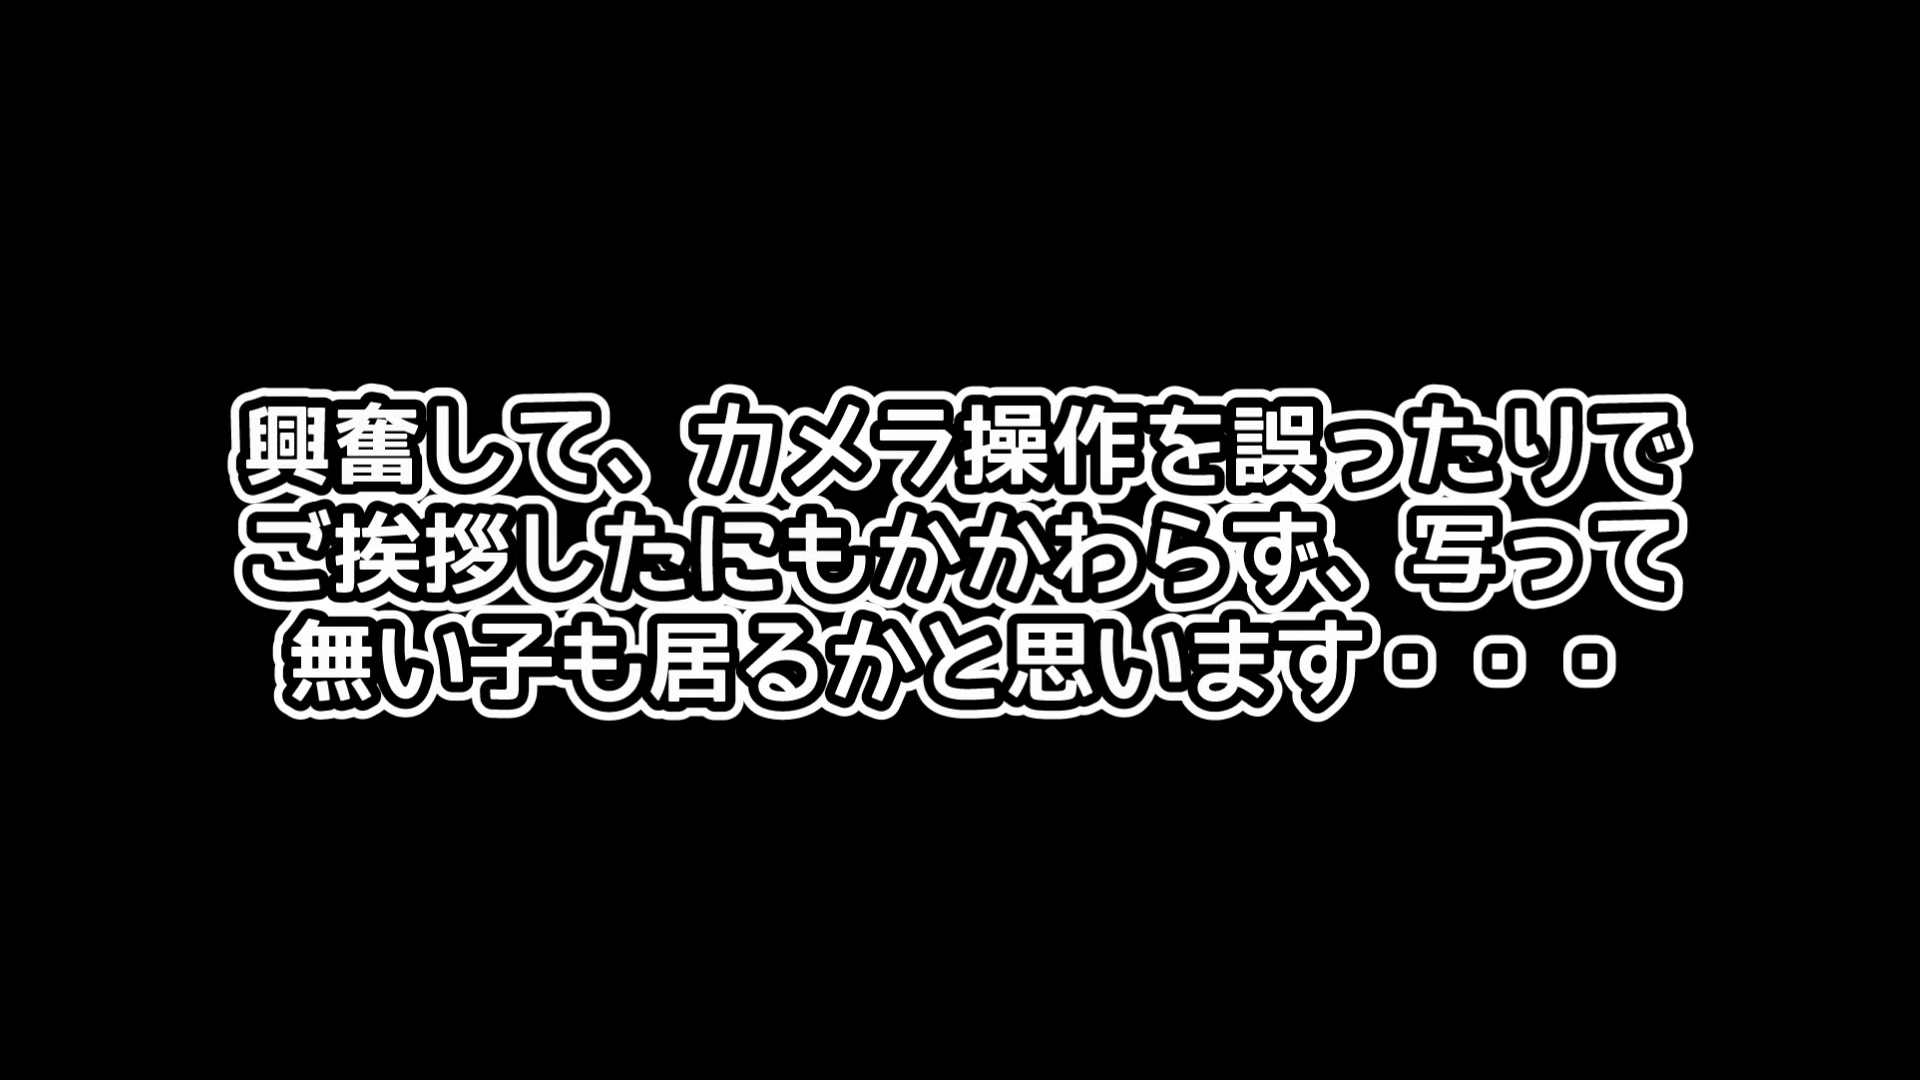 興奮して、カメラ操作を誤ったりで
ご挨拶したにもかかわらず、写って
無い子も居るかと思います・・・